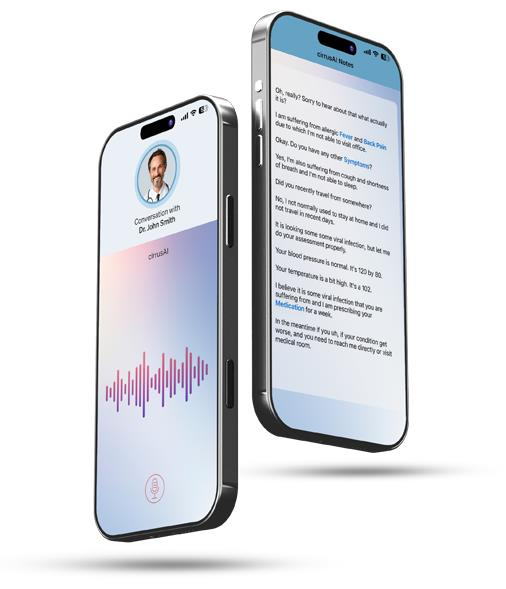 Conversation with
Dr. John Smith
cirrusAI
cirrusAI Notes
Oh, really? Sorry to hear about that what actually
it is?
I am suffering from allergic Fever and Back Pain
due to which I'm not able to visit office.
Okay. Do you have any other Symptoms?
Yes, I'm also suffering from cough and shortness
of breath and I'm not able to sleep.
Did you recently travel from somewhere?
No, I not normally used to stay at home and I did
not travel in recent days.
It is looking some some viral infection, but let me
do your assessment properly.
Your blood pressure is normal. It's 120 by 80.
Your temperature is a bit high. It's a 102.
I believe it is some viral infection that you are
suffering from and I am prescribing your
Medication for a week.
In the meantime if you uh, if your condition get
worse, and you need to reach me directly or visit
medical room.